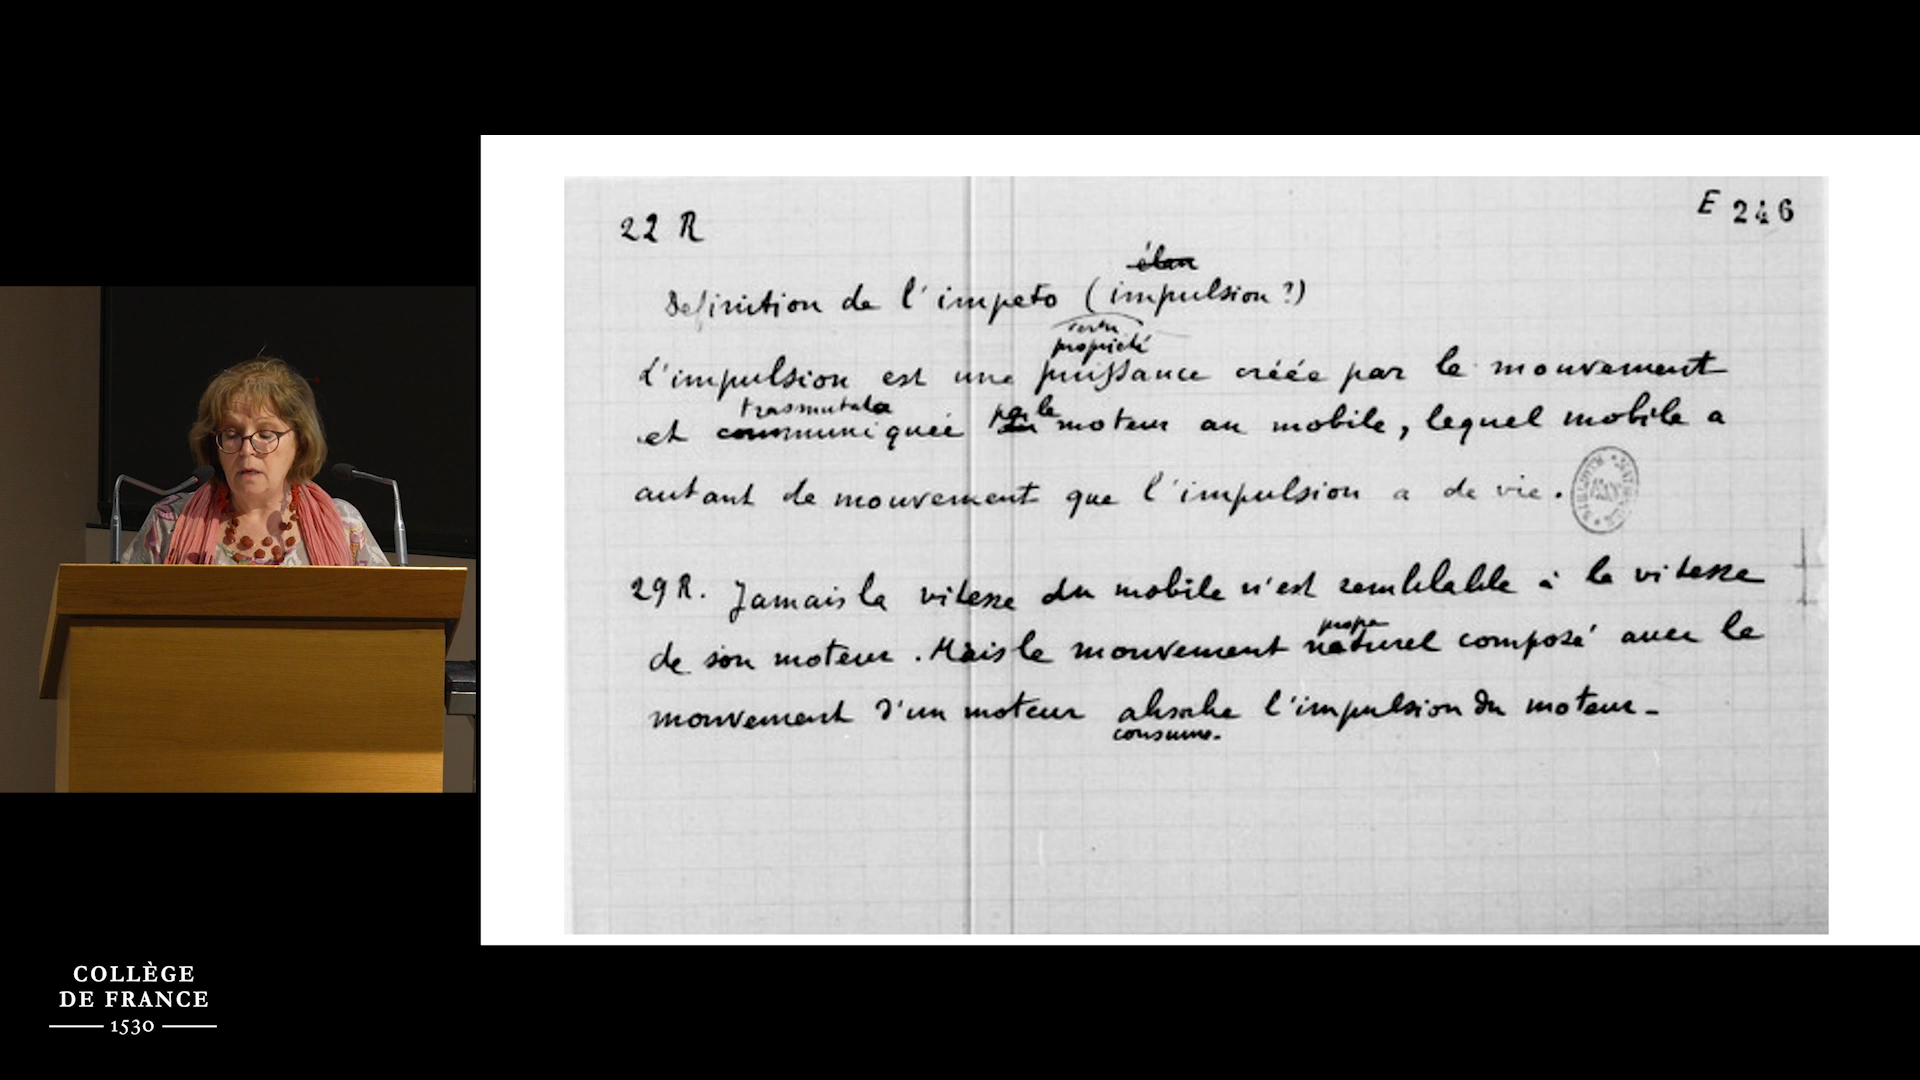 22 R
E 246
élan
Definition de l'impeto (impulsion ?)
vertu
propriété
L'impulsion est une puissance créée par le mouvement
trasmutata
par le
et communiquée du moteur au mobile, lequel mobile a
autant de mouvement que l'impulsion a de vie.
29 R. Jamais la vitesse du mobile n'est semblable à la vitesse
propre
de son moteur. Mais le mouvement naturel composé avec le
mouvement d'un moteur absorbe l'impulsion du moteur -
consume.
COLLÈGE
DE FRANCE
1530